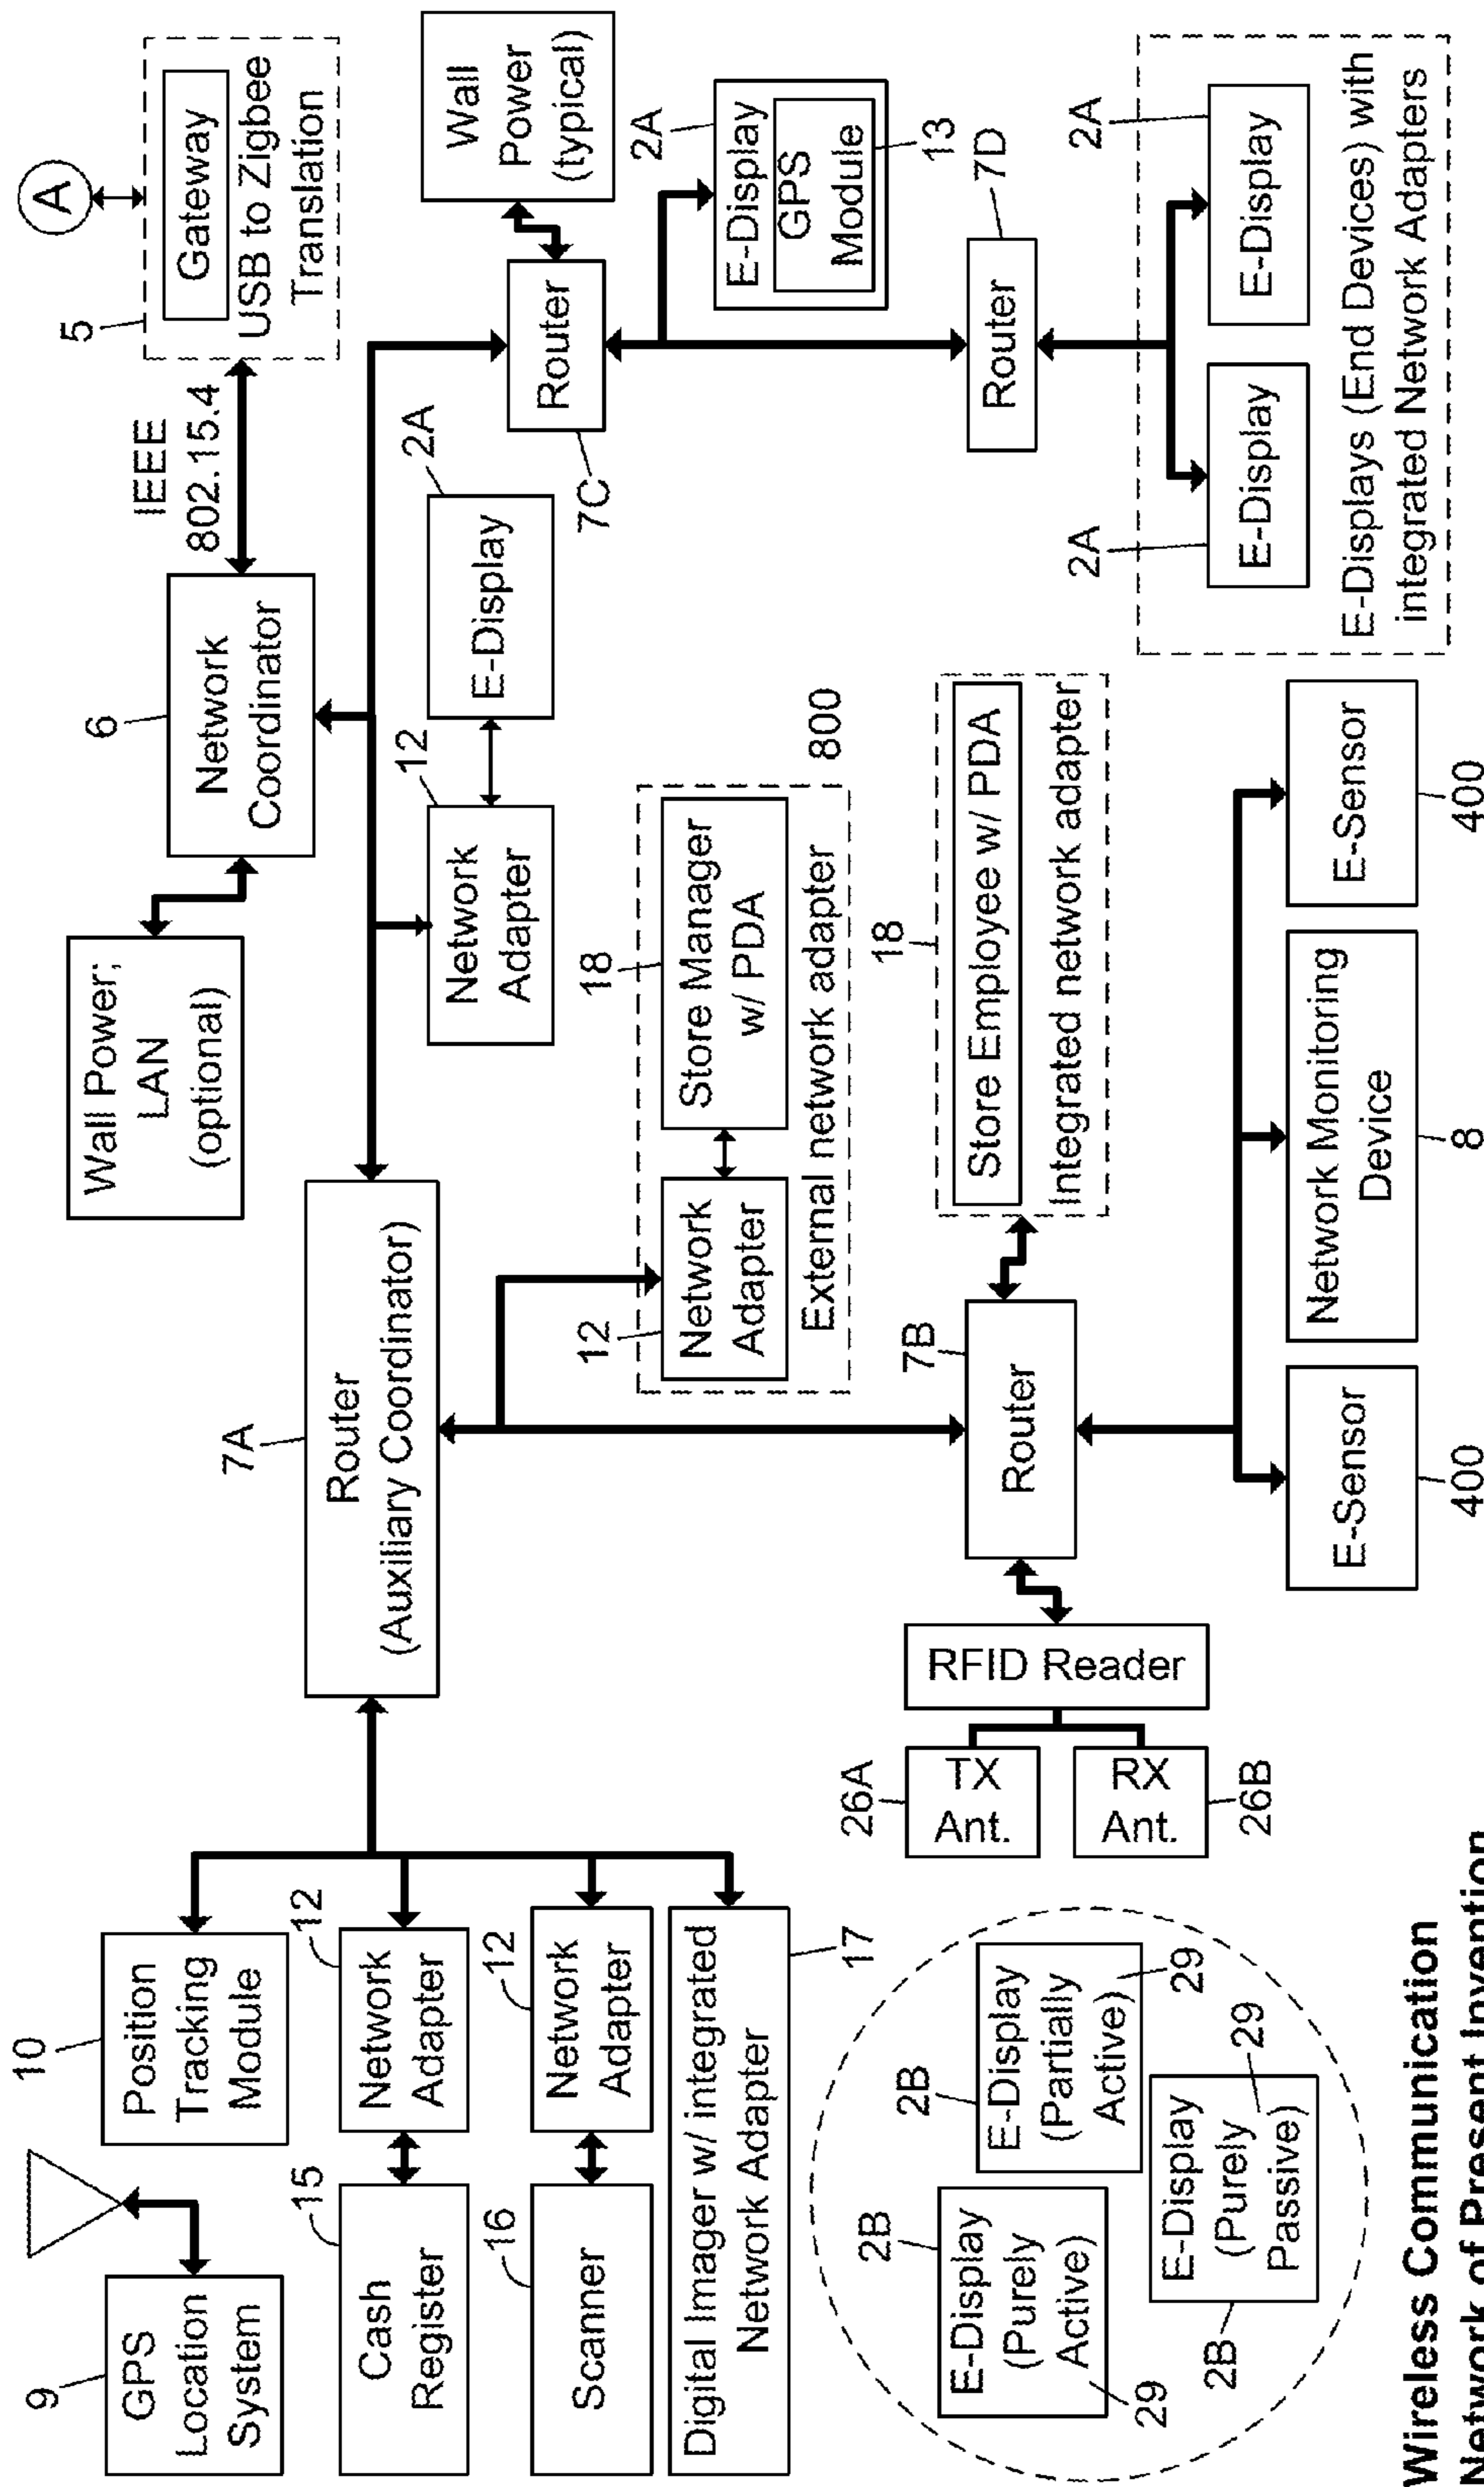 9
GPS
Location
System
10
Position
Tracking
Module
15
Cash
Register
12
Network
Adapter
16
Scanner
12
Network
Adapter
Digital Imager w/ integrated
Network Adapter
17
7A
Router
(Auxiliary Coordinator)
Wall Power;
LAN
(optional)
6
Network
Coordinator
IEEE
802.15.4
A
5
Gateway
USB to Zigbee
Translation
12
Network
Adapter
2A
E-Display
7C
Router
Wall
Power
(typical)
2A
E-Display
GPS
Module
13
7D
Router
2A
E-Display
2A
E-Display
E-Displays (End Devices) with
integrated Network Adapters
12
Network
Adapter
18
Store Manager
w/ PDA
External network adapter
800
7B
Router
18
Store Employee w/ PDA
Integrated network adapter
RFID Reader
26A
TX
Ant.
RX
Ant.
26B
E-Sensor
400
Network Monitoring
Device
8
E-Sensor
400
2B
E-Display
(Purely
Active)
29
2B
E-Display
(Partially
Active)
29
2B
E-Display
(Purely
Passive)
29
Wireless Communication
Network of Present Invention